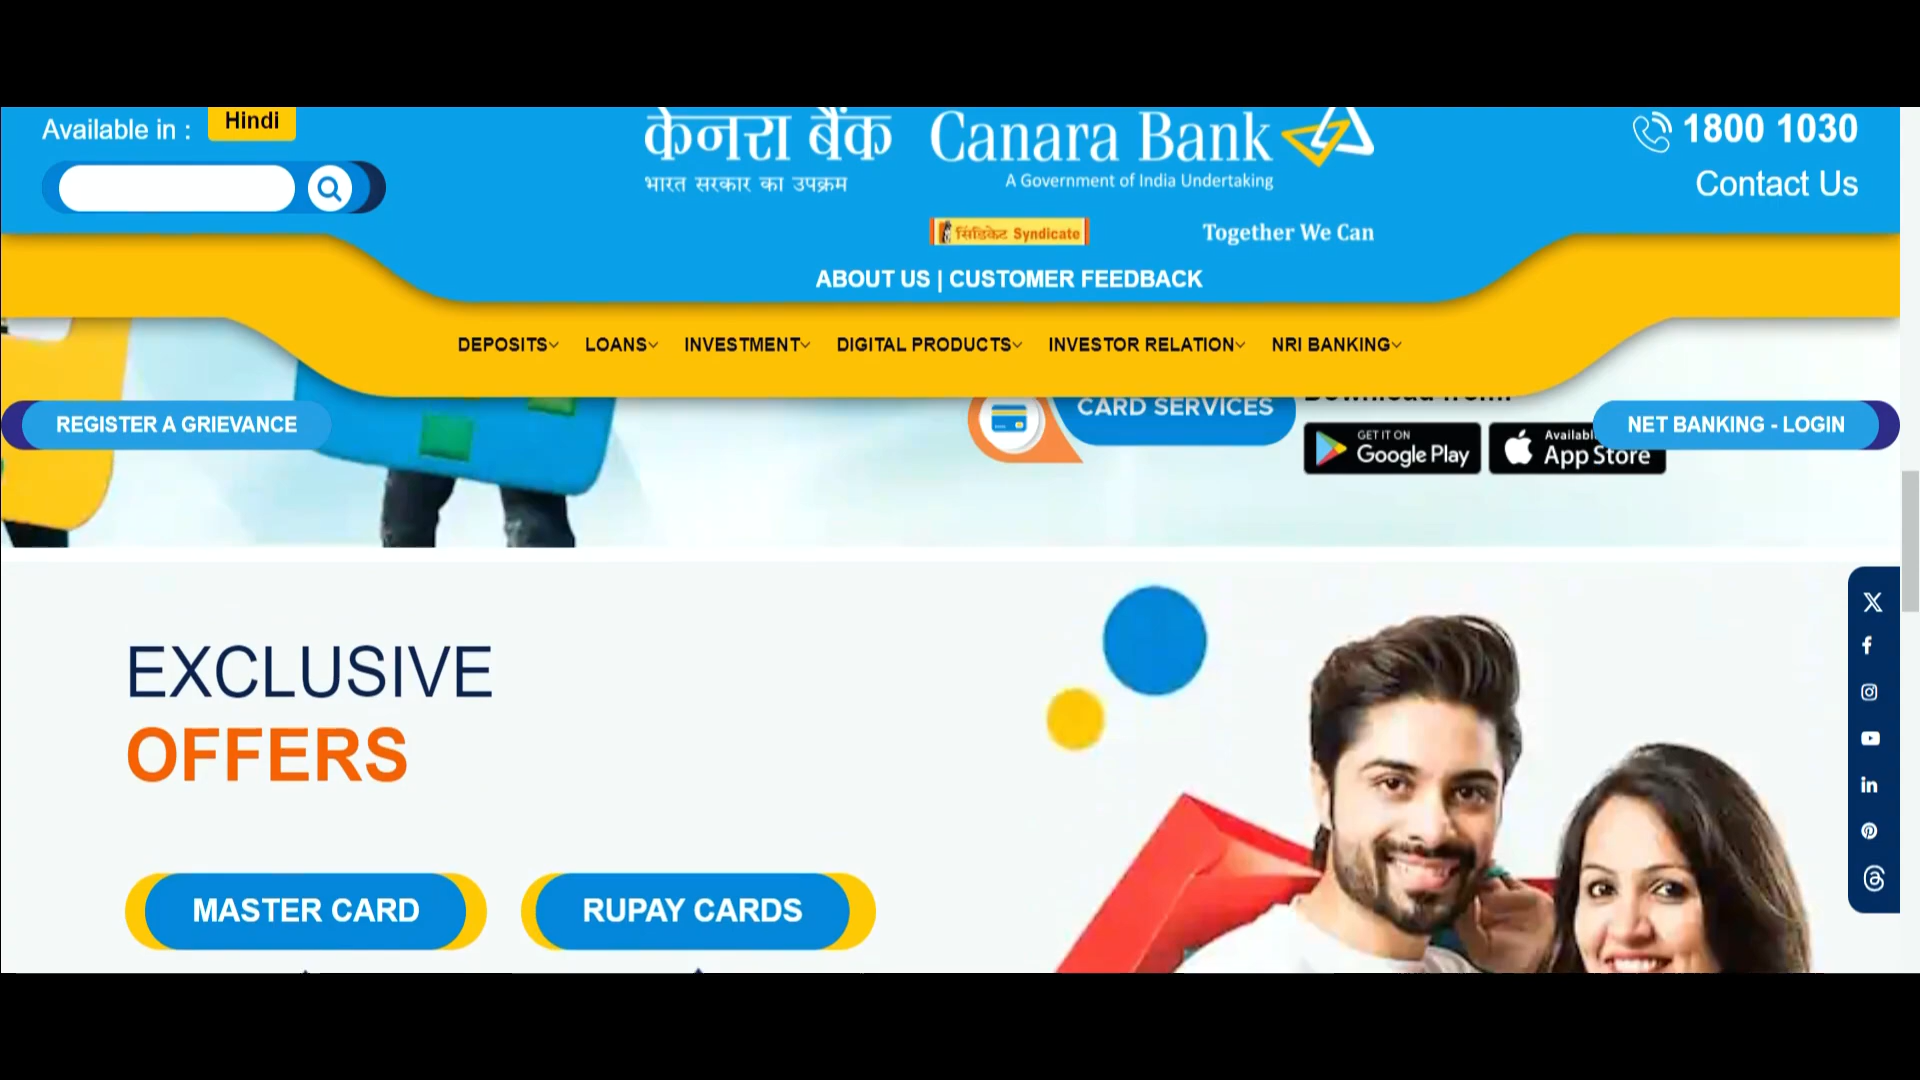 Available in :
Hindi
केनरा बैंक
भारत सरकार का उपक्रम
Canara Bank
A Government of India Undertaking
सिंडिकेट Syndicate
Together We Can
1800 1030
Contact Us
ABOUT US | CUSTOMER FEEDBACK
DEPOSITS LOANS INVESTMENT DIGITAL PRODUCTS INVESTOR RELATION NRI BANKING
REGISTER A GRIEVANCE
CARD SERVICES
GET IT ON
Google Play
App Store
NET BANKING - LOGIN
EXCLUSIVE
OFFERS
MASTER CARD
RUPAY CARDS